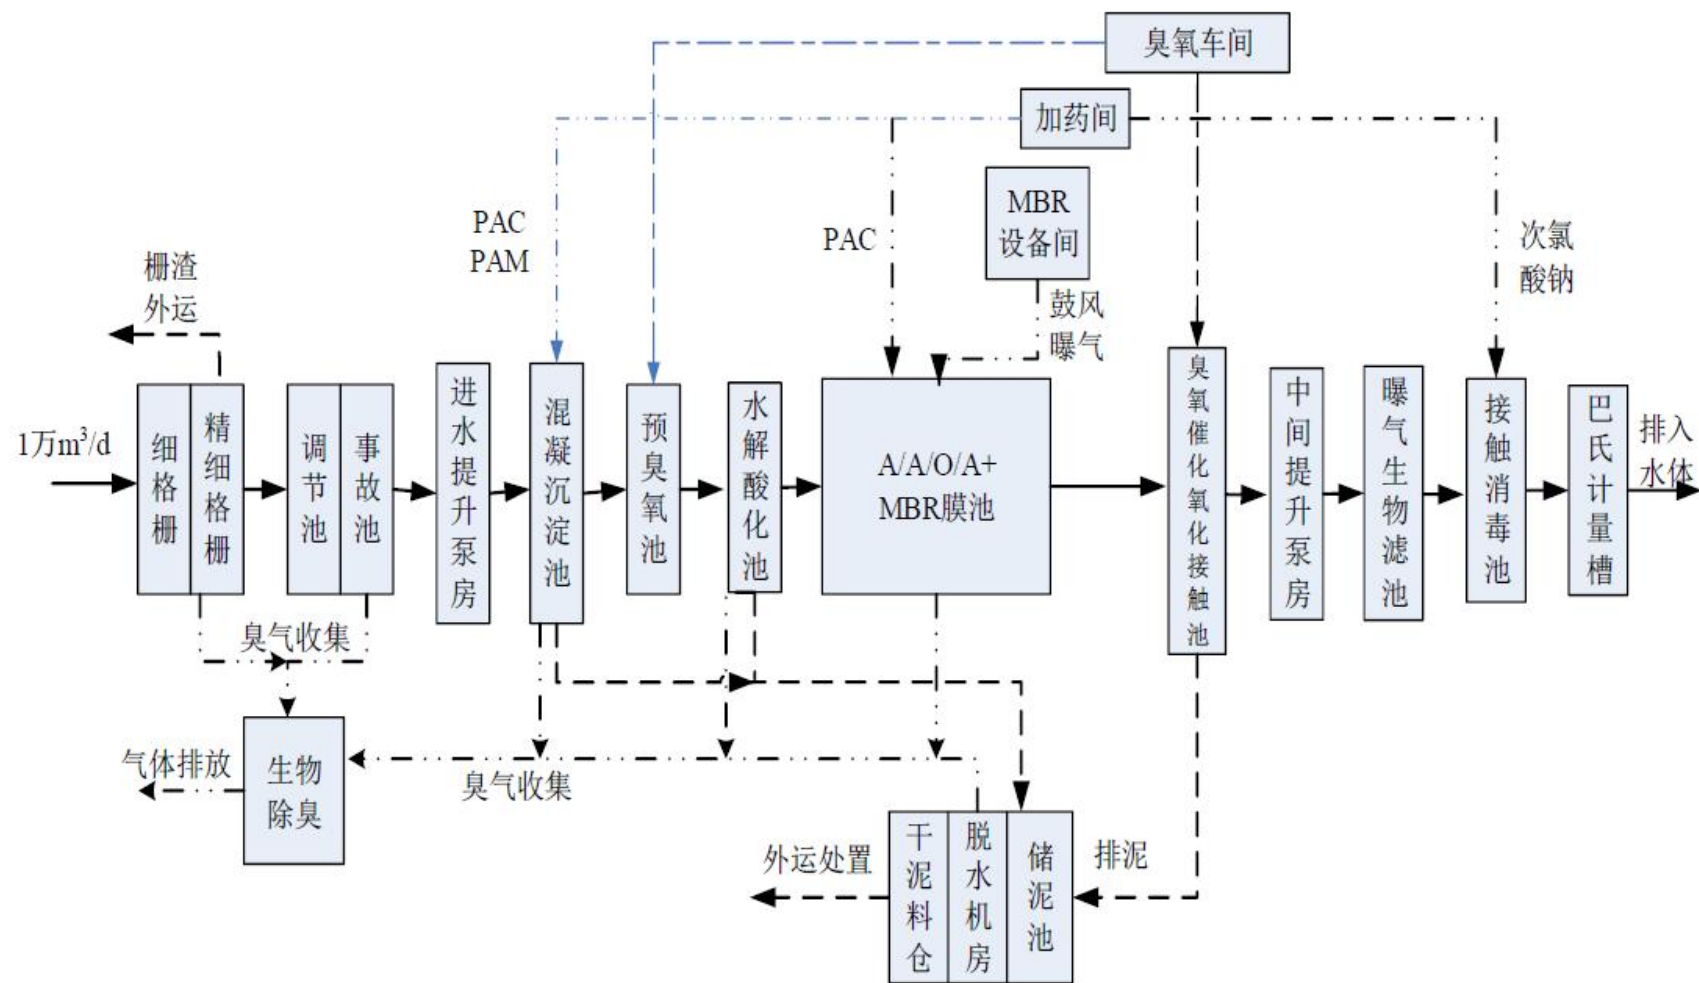 臭氧车间
加药间
MBR
设备间
PAC
PAM
PAC
鼓风
曝气
次氯
酸钠
栅渣
外运
1万m³/d
细格栅
精细格栅
调节池
事故池
进水提升泵房
混凝沉淀池
预臭氧池
水解酸化池
A/A/O/A+
MBR膜池
臭氧催化氧化接触池
中间提升泵房
曝气生物滤池
接触消毒池
巴氏计量槽
排入
水体
臭气收集
气体排放
生物
除臭
臭气收集
外运处置
干泥料仓
脱水机房
储泥池
排泥